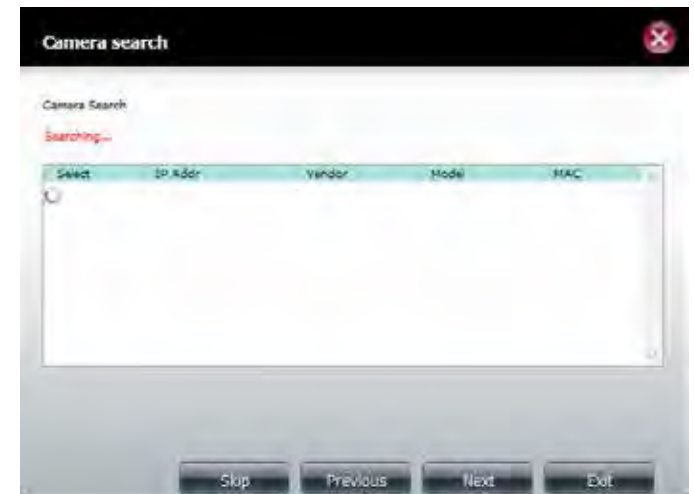 Camera search
Camera Search
Searching...
Select IP Addr Vendor Model MAC
Skip Previous Next Exit